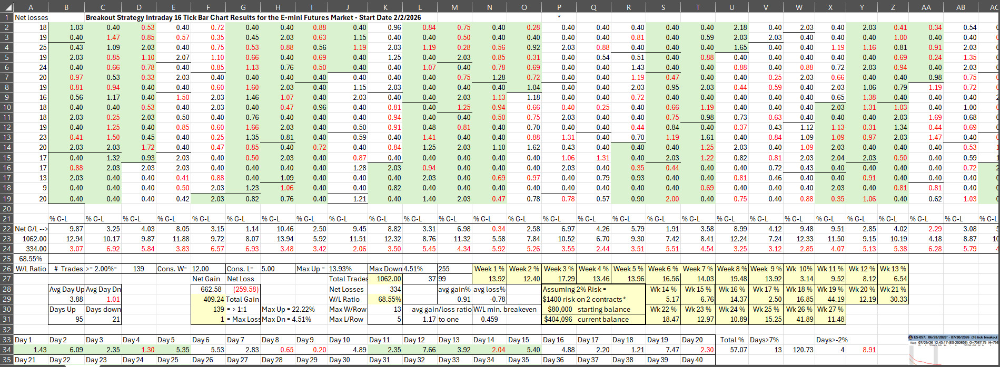 A B C D E F G H I J K L M N O P Q R S T U V W X Y Z AA AB AC
1 Net losses Breakout Strategy Intraday 16 Tick Bar Chart Results for the E-mini Futures Market - Start Date 2/2/2026 *
2 18 1.03 0.40 0.53 0.40 0.72 0.40 0.40 0.88 0.40 0.96 0.84 0.75 0.40 0.28 0.40 0.40 0.40 0.40 0.40 2.18 0.40 2.03 0.40 2.03 0.41 0.34 0.54
3 19 0.40 1.47 0.85 0.57 0.35 0.45 2.03 0.63 1.15 0.40 0.40 0.50 0.40 0.40 0.40 0.40 0.81 0.40 0.59 2.03 2.03 0.40 0.40 0.40 1.00 0.40 0.40
4 25 0.43 1.09 2.03 0.40 0.75 0.53 0.88 0.56 1.19 2.03 1.19 0.28 0.56 0.92 2.03 0.88 0.40 0.40 0.40 1.65 0.40 0.40 1.19 1.16 0.81 0.91 2.03
5 19 2.03 0.85 1.10 2.07 1.10 0.66 0.40 0.69 0.40 1.25 0.40 2.03 0.85 0.31 0.40 0.54 0.51 0.40 0.88 0.40 0.40 0.40 0.40 0.40 0.69 0.24 1.35
6 24 0.40 0.66 0.78 0.40 0.85 1.13 0.76 0.50 0.40 0.40 1.07 0.40 0.78 0.69 0.40 0.40 1.43 0.40 0.40 0.88 0.40 0.88 0.72 2.03 0.94 0.40 2.03
7 20 0.97 0.53 0.33 2.03 0.40 0.40 0.40 0.40 0.40 0.40 0.40 0.75 1.28 0.72 0.40 0.40 1.19 0.47 0.40 0.40 0.25 2.03 0.66 0.40 0.40 0.98 0.75
8 19 0.81 0.94 0.40 0.40 0.60 1.60 2.03 0.40 1.15 2.03 0.40 0.40 0.40 1.04 0.40 0.40 2.03 0.95 2.03 0.44 0.59 0.40 2.03 1.06 0.79 1.19 0.72
9 16 0.56 1.17 0.40 1.50 2.03 1.46 1.07 0.40 2.03 0.40 0.40 2.03 1.13 1.18 0.40 0.40 0.72 0.40 0.40 0.40 0.40 0.40 0.65 1.38 0.40 0.40 0.40
10 18 0.40 0.40 0.53 0.40 2.03 0.40 0.47 0.96 0.40 0.81 0.40 1.25 0.94 0.66 0.40 0.25 0.40 0.66 1.19 0.40 0.40 0.40 2.03 1.31 1.03 0.40 1.00
11 18 2.03 0.25 2.03 0.50 0.40 0.76 0.40 0.40 0.40 0.94 0.40 0.40 0.50 0.75 2.03 0.40 0.40 0.75 0.98 0.73 0.63 0.40 0.40 0.40 2.03 1.69 0.68
12 19 0.40 1.25 0.40 0.85 0.60 1.66 2.03 0.40 0.50 0.91 0.48 0.81 0.40 0.70 0.40 0.40 0.44 0.84 0.40 0.37 0.43 1.12 1.13 0.31 1.34 0.44 0.69
13 23 0.41 1.50 0.45 0.40 0.25 1.35 0.81 0.40 0.59 0.40 1.41 0.40 0.40 0.88 1.31 0.40 0.70 1.19 1.61 0.40 0.84 1.09 1.09 0.97 2.03 1.47 0.40
14 20 2.03 2.03 1.72 0.40 0.47 0.85 0.40 0.72 0.40 0.84 1.25 2.03 1.10 1.62 0.43 0.40 0.40 0.40 1.25 2.03 0.40 1.09 2.03 0.40 0.40 0.40 0.53
15 17 0.40 1.32 0.93 2.03 0.40 0.50 2.03 0.40 0.87 0.40 0.40 0.40 0.40 0.40 1.06 1.31 0.40 2.03 1.22 0.82 0.81 2.03 2.04 2.03 0.50 0.40 0.59
16 17 0.88 2.03 2.03 2.03 0.40 0.40 0.40 0.40 1.28 2.03 0.94 0.40 0.40 0.40 2.03 0.40 0.35 0.44 0.40 0.40 0.72 0.43 0.40 0.40 0.40 0.40 0.72
17 13 2.03 0.40 0.40 0.41 0.88 0.40 1.09 0.40 0.40 0.40 2.03 0.40 0.69 0.97 0.40 0.79 0.93 0.40 0.40 0.81 0.46 0.40 0.40 0.91 0.40 0.40 0.40
18 9 0.40 0.40 0.40 0.50 2.03 1.23 1.06 0.40 0.40 0.82 0.40 0.40 0.40 0.40 0.40 0.40 0.40 0.40 0.69 0.40 0.40 0.40 2.03 0.40 0.81 0.81 0.40
19 20 0.40 0.40 0.40 0.42 2.03 0.82 0.76 0.40 1.21 0.40 1.40 2.03 0.47 0.78 0.78 0.57 0.90 2.00 0.40 0.75 0.40 0.88 0.35 1.06 0.40 0.62 1.03
20
21 % G-L % G-L % G-L % G-L % G-L % G-L % G-L % G-L % G-L % G-L % G-L % G-L % G-L % G-L % G-L % G-L % G-L % G-L % G-L % G-L % G-L % G-L % G-L % G-L % G-L % G-L % G-L % G-L
22 Net G/L --> 9.87 3.25 4.03 8.05 3.15 1.14 10.46 2.50 9.45 8.82 3.31 6.98 0.34 2.58 6.97 4.26 5.79 1.91 3.58 8.99 4.12 9.48 9.51 2.85 4.02 2.29 3.08
23 1062.00 12.94 10.17 9.87 11.88 9.72 8.07 13.94 5.92 11.51 12.32 8.76 11.32 5.58 7.84 10.52 6.70 9.30 7.42 8.41 12.24 7.24 12.33 11.50 9.15 10.19 4.18 8.87
24 334.00 3.07 6.92 5.84 3.83 6.57 6.93 3.48 3.42 2.06 3.50 5.45 4.34 5.92 5.26 3.55 2.44 3.51 5.51 4.54 3.25 3.12 2.85 4.07 5.13 5.38 6.28 5.79
25 68.55%
26 W/L Ratio # Trades >= 2.00%= 139 Cons. W= 12.00 Cons. L= 5.00 Max Up = 13.93% Max Down 4.51% 255 Week 1 % Week 2 % Week 3 % Week 4 % Week 5 % Week 6 % Week 7 % Week 8 % Week 9 % Wk 10% Wk 11 % Wk 12 % Wk 13 %
27 Net Gain Net Loss Total Trades 1062.00 37 99 13.92 12.40 17.29 13.46 13.96 16.56 14.03 19.48 13.92 3.14 9.52 8.12 6.54
28 Avg Day Up Avg Day Dn 662.58 (259.58) Net Losses 334 avg gain% avg loss% Assuming 2% Risk = Wk 14 % Wk 15 % Wk 16 % Wk 17 % Wk 18 % Wk 19 % Wk 20 % Wk 21 %
29 3.88 1.01 409.24 Total Gain W/L Ratio 68.55% 0.91 -0.78 $1400 risk on 2 contracts* 5.17 6.76 14.37 2.50 16.85 44.19 12.19 30.33
30 Days Up Days down 139 = > 1:1 Max Up = 22.22% Max W/Row 13 avg gain/loss ratio W/L min. breakeven $80,000 starting balance Wk 22 % Wk 23 % Wk 24 % Wk 25 % Wk 26 % Wk 27 %
31 95 21 1 = Max Loss Max Dn = 4.51% Max L/Row 5 1.17 to one 0.459 $404,096 current balance 18.47 12.97 10.89 15.25 41.89 11.48
32
33 Day 1 Day 2 Day 3 Day 4 Day 5 Day 6 Day 7 Day 8 Day 9 Day 10 Day 11 Day 12 Day 13 Day 14 Day 15 Day 16 Day 17 Day 18 Day 19 Day 20 Total % Days>7% Days>-2% ES-057: 06/28/2026" - 07/30/2026 (16 tick breakout
34 1.43 6.09 2.35 1.30 5.35 5.53 2.83 0.65 0.20 4.89 2.35 7.66 3.92 2.04 5.40 4.88 2.20 1.21 7.47 2.30 57.07 13 120.73 4 8.91 Wed 07/29/26 12:43:17 (ES-202609) O=7367.75
35 Day 21 Day 22 Day 23 Day 24 Day 25 Day 26 Day 27 Day 28 Day 29 Day 30 Day 31 Day 32 Day 33 Day 34 Day 35 Day 36 Day 37 Day 38 Day 39 Day 40